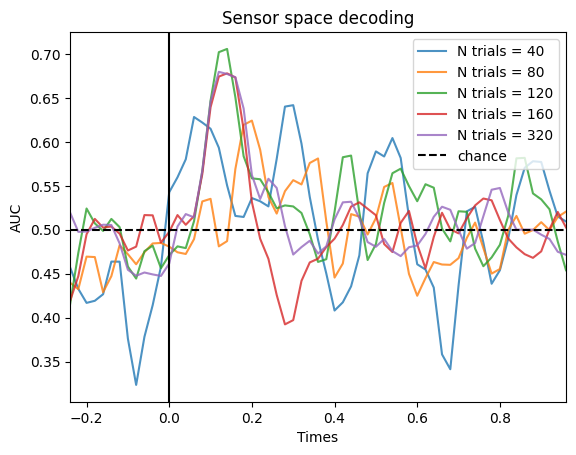 Sensor space decoding
AUC
0.70
0.65
0.60
0.55
0.50
0.45
0.40
0.35
N trials = 40
N trials = 80
N trials = 120
N trials = 160
N trials = 320
chance
−0.2 0.0 0.2 0.4 0.6 0.8
Times